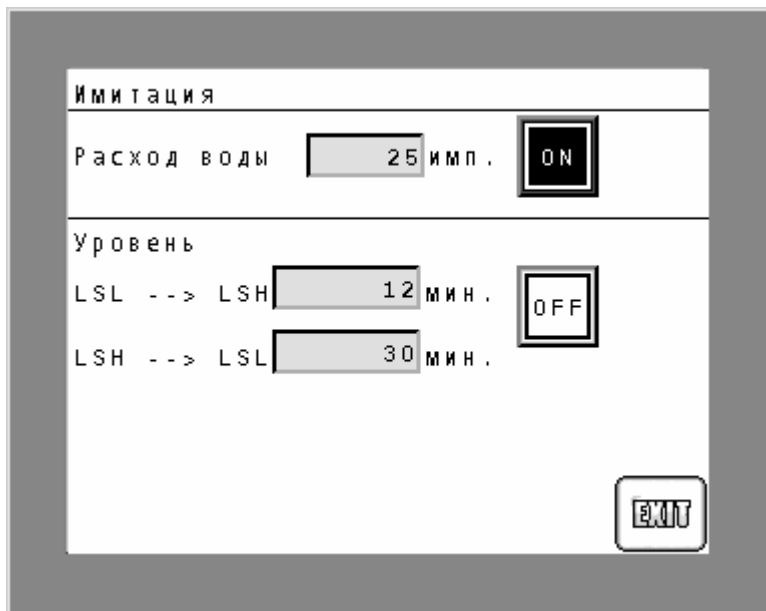 Имитация
Расход воды 25 имп. ON
Уровень
LSL --> LSH 12 мин. OFF
LSH --> LSL 30 мин.
EXIT